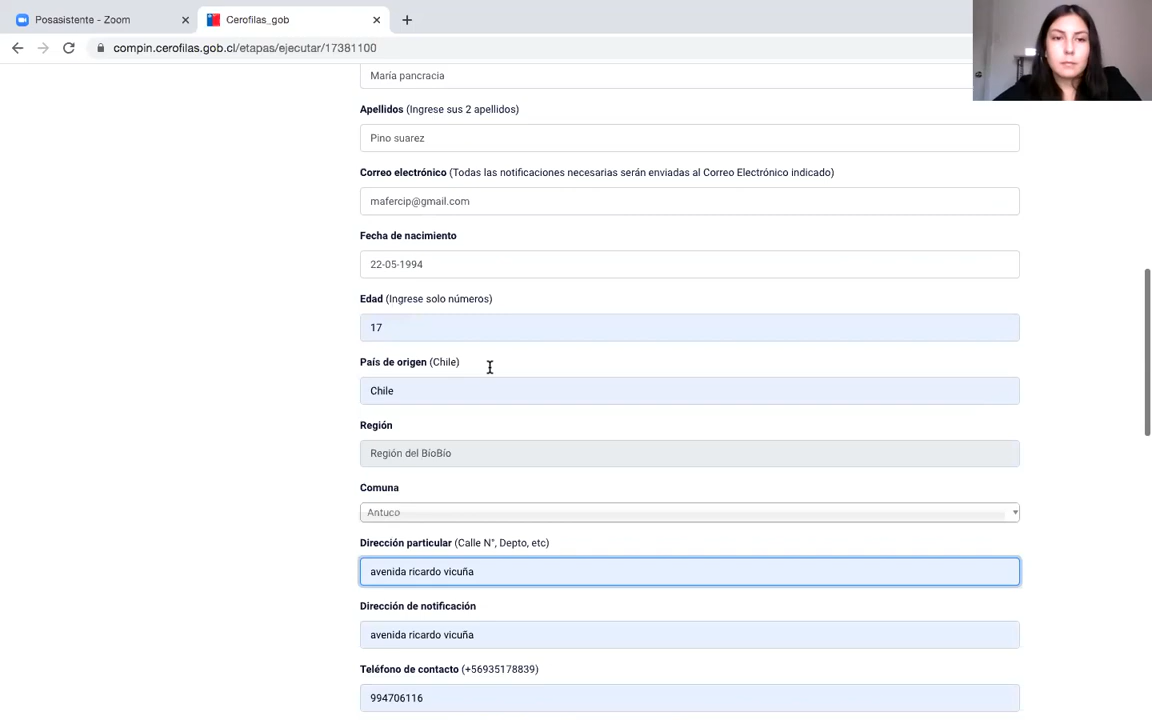 Posasistente - Zoom
Cerofilas_gob
compin.cerofilas.gob.cl/etapas/ejecutar/17381100
María pancracia
Apellidos (Ingrese sus 2 apellidos)
Pino suarez
Correo electrónico (Todas las notificaciones necesarias serán enviadas al Correo Electrónico indicado)
mafercip@gmail.com
Fecha de nacimiento
22-05-1994
Edad (Ingrese solo números)
17
País de origen (Chile)
Chile
Región
Región del BíoBío
Comuna
Antuco
Dirección particular (Calle N°, Depto, etc)
avenida ricardo vicuña
Dirección de notificación
avenida ricardo vicuña
Teléfono de contacto (+56935178839)
994706116